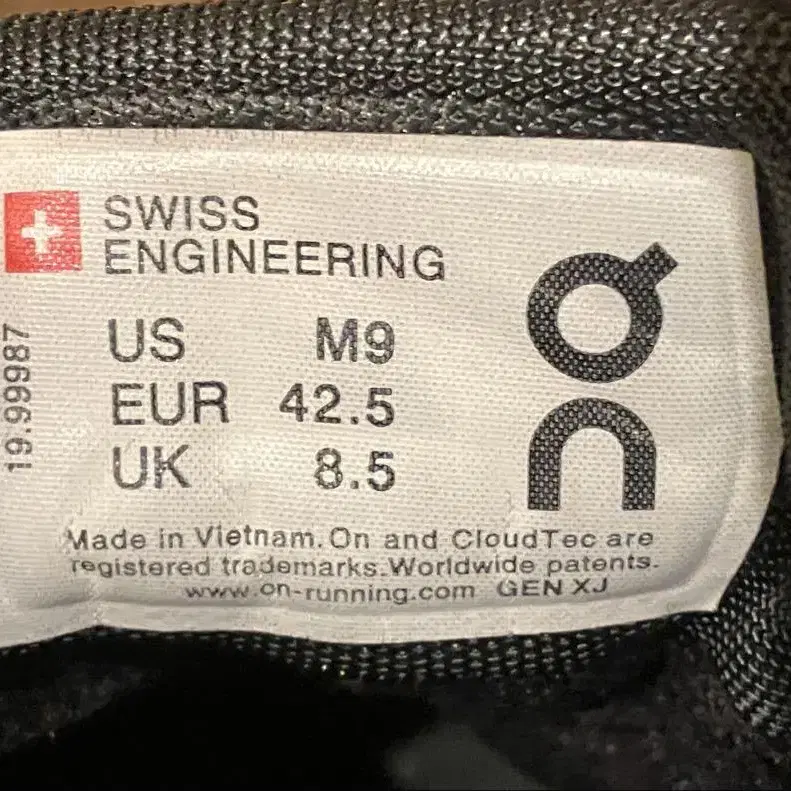 SWISS
ENGINEERING
US M9
EUR 42.5
UK 8.5
19.99987
On
Made in Vietnam. On and CloudTec are
registered trademarks. Worldwide patents.
www.on-running.com GEN XJ